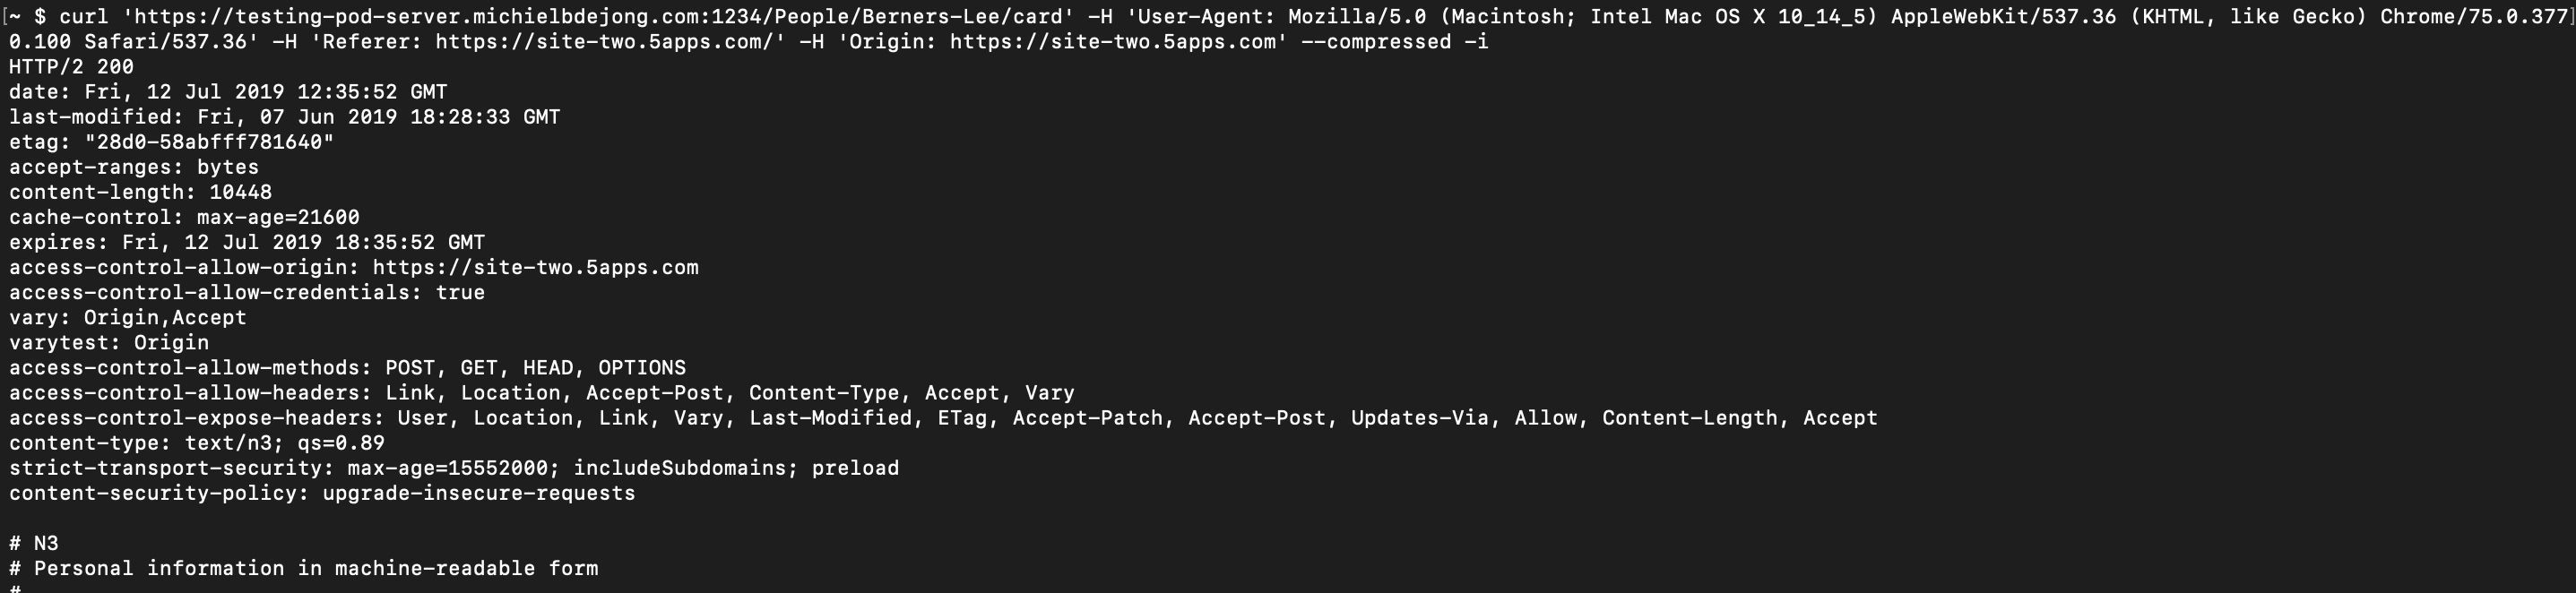 [~ $ curl 'https://testing-pod-server.michielbdejong.com:1234/People/Berners-Lee/card' -H 'User-Agent: Mozilla/5.0 (Macintosh; Intel Mac OS X 10_14_5) AppleWebKit/537.36 (KHTML, like Gecko) Chrome/75.0.377]
0.100 Safari/537.36' -H 'Referer: https://site-two.5apps.com/' -H 'Origin: https://site-two.5apps.com' --compressed -i
HTTP/2 200
date: Fri, 12 Jul 2019 12:35:52 GMT
last-modified: Fri, 07 Jun 2019 18:28:33 GMT
etag: "28d0-58abfff781640"
accept-ranges: bytes
content-length: 10448
cache-control: max-age=21600
expires: Fri, 12 Jul 2019 18:35:52 GMT
access-control-allow-origin: https://site-two.5apps.com
access-control-allow-credentials: true
vary: Origin,Accept
varytest: Origin
access-control-allow-methods: POST, GET, HEAD, OPTIONS
access-control-allow-headers: Link, Location, Accept-Post, Content-Type, Accept, Vary
access-control-expose-headers: User, Location, Link, Vary, Last-Modified, ETag, Accept-Patch, Accept-Post, Updates-Via, Allow, Content-Length, Accept
content-type: text/n3; qs=0.89
strict-transport-security: max-age=15552000; includeSubdomains; preload
content-security-policy: upgrade-insecure-requests

# N3
# Personal information in machine-readable form
#